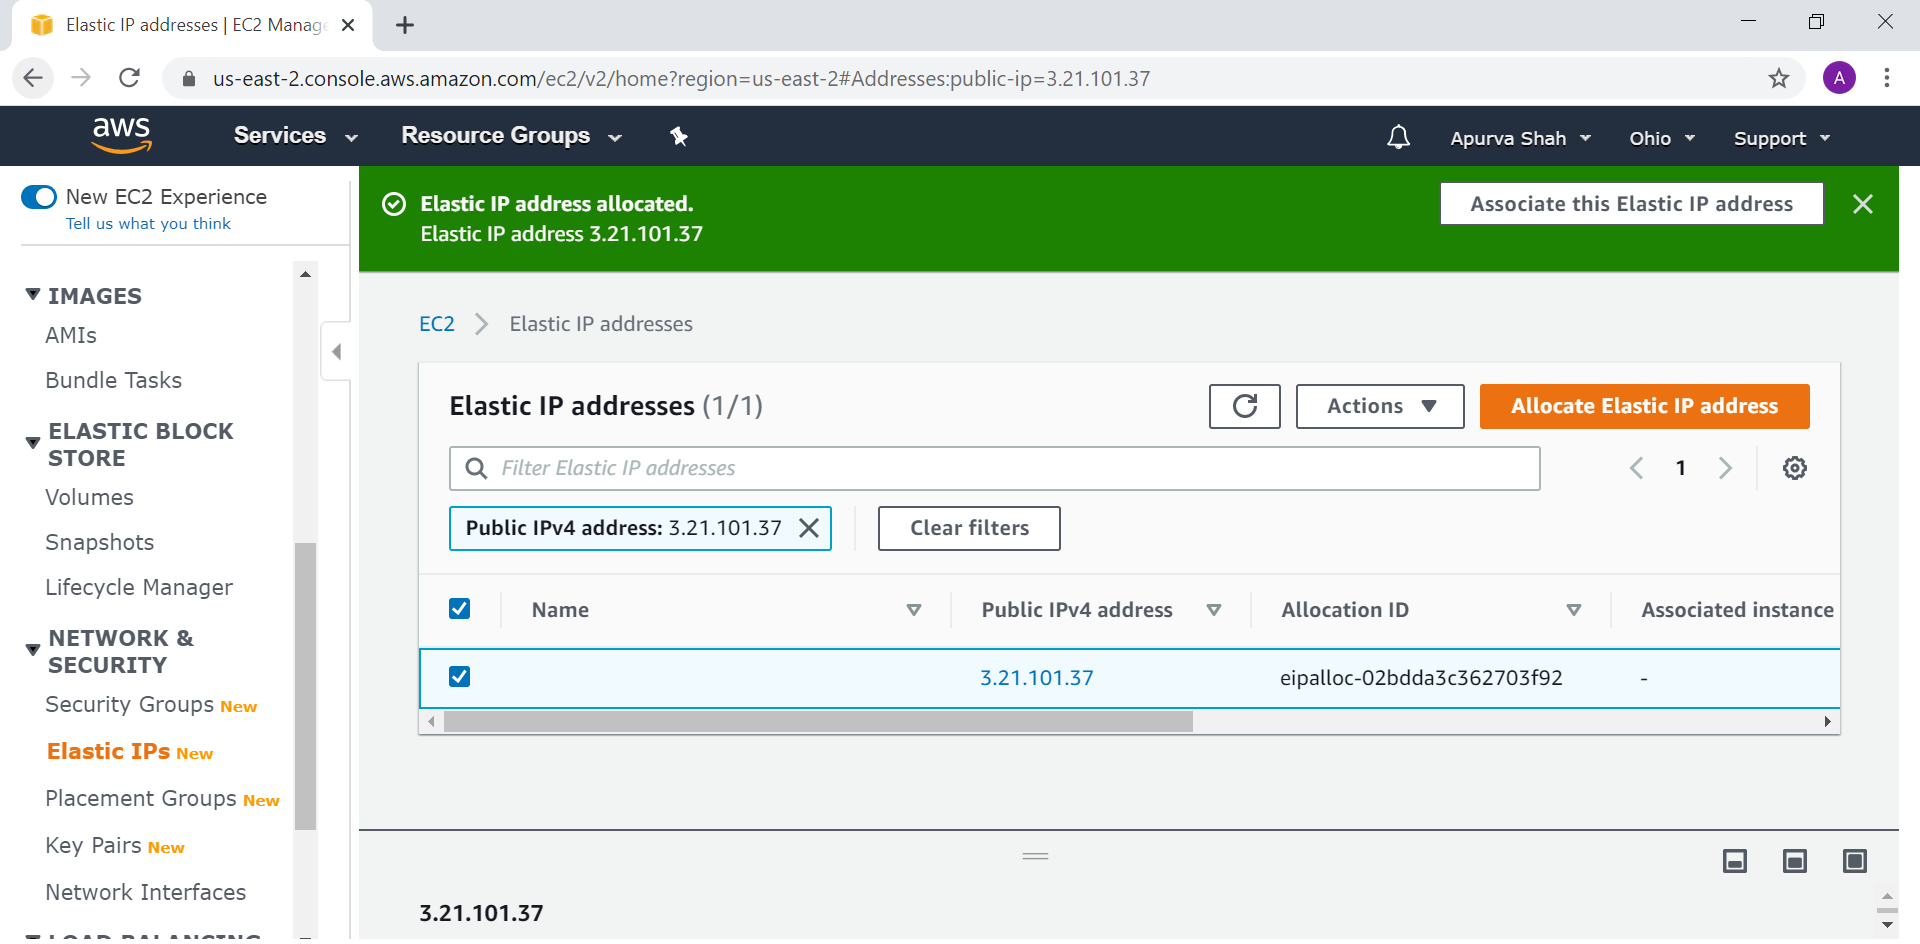 Elastic IP addresses | EC2 Manage
us-east-2.console.aws.amazon.com/ec2/v2/home?region=us-east-2#Addresses:public-ip=3.21.101.37
A
aws
Services
Resource Groups
Apurva Shah
Ohio
Support
New EC2 Experience
Tell us what you think
IMAGES
AMIs
Bundle Tasks
ELASTIC BLOCK
STORE
Volumes
Snapshots
Lifecycle Manager
NETWORK &
SECURITY
Security Groups New
Elastic IPs New
Placement Groups New
Key Pairs New
Network Interfaces
LOAD BALANCING
Elastic IP address allocated.
Elastic IP address 3.21.101.37
Associate this Elastic IP address
EC2
Elastic IP addresses
Elastic IP addresses (1/1)
Actions
Allocate Elastic IP address
Filter Elastic IP addresses
1
Public IPv4 address: 3.21.101.37
Clear filters
Name
Public IPv4 address
Allocation ID
Associated instance
3.21.101.37
eipalloc-02bdda3c362703f92
-
3.21.101.37